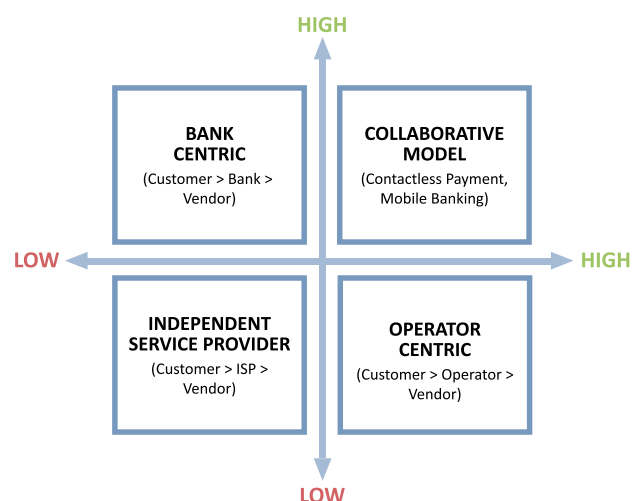 HIGH
BANK
CENTRIC
(Customer > Bank >
Vendor)
COLLABORATIVE
MODEL
(Contactless Payment,
Mobile Banking)
LOW
HIGH
INDEPENDENT
SERVICE PROVIDER
(Customer > ISP >
Vendor)
OPERATOR
CENTRIC
(Customer > Operator >
Vendor)
LOW